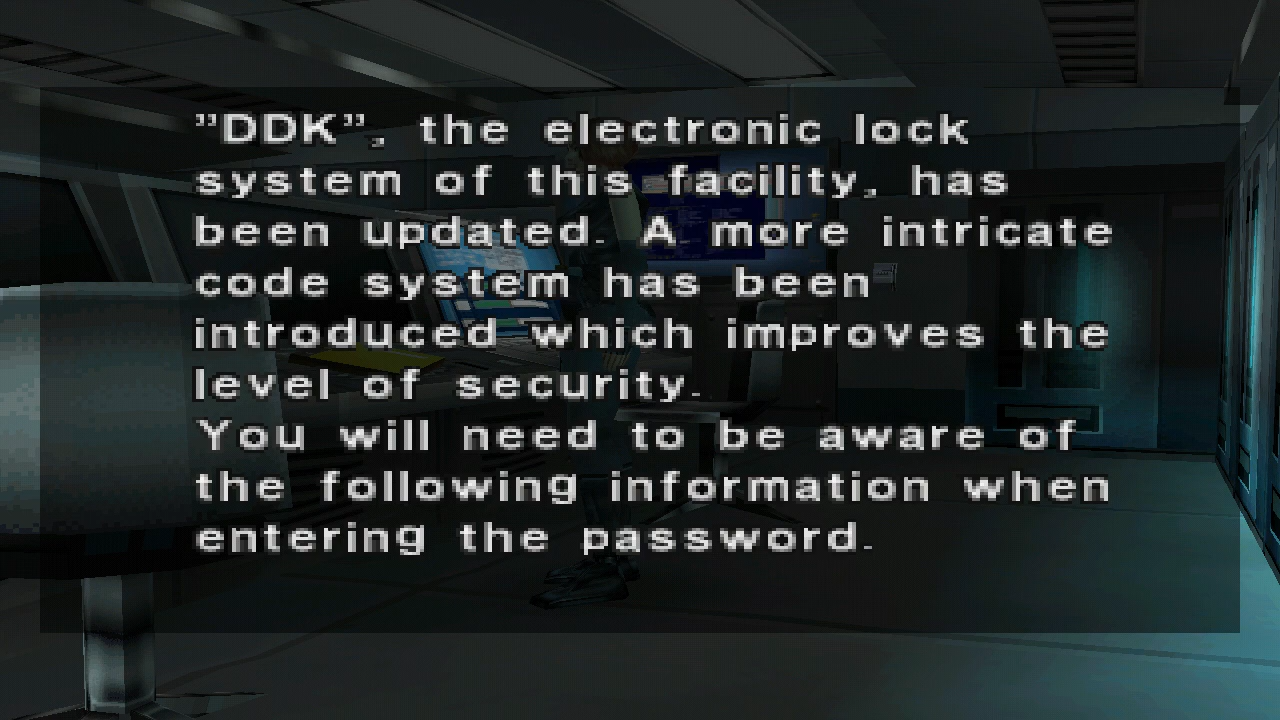 ”DDK”, the electronic lock
system of this facility, has
been updated. A more intricate
code system has been
introduced which improves the
level of security.
You will need to be aware of
the following information when
entering the password.